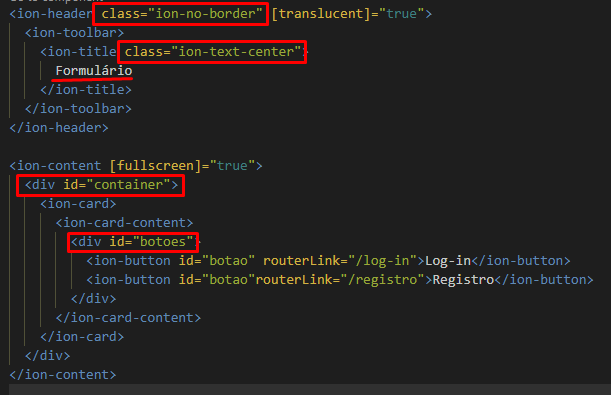 <ion-header class="ion-no-border" [translucent]="true">
<ion-toolbar>
<ion-title class="ion-text-center">
Formulário
</ion-title>
</ion-toolbar>
</ion-header>
<ion-content [fullscreen]="true">
<div id="container">
<ion-card>
<ion-card-content>
<div id="botoes">
<ion-button id="botao" routerLink="/log-in">Log-in</ion-button>
<ion-button id="botao"routerLink="/registro">Registro</ion-button>
</div>
</ion-card-content>
</ion-card>
</div>
</ion-content>